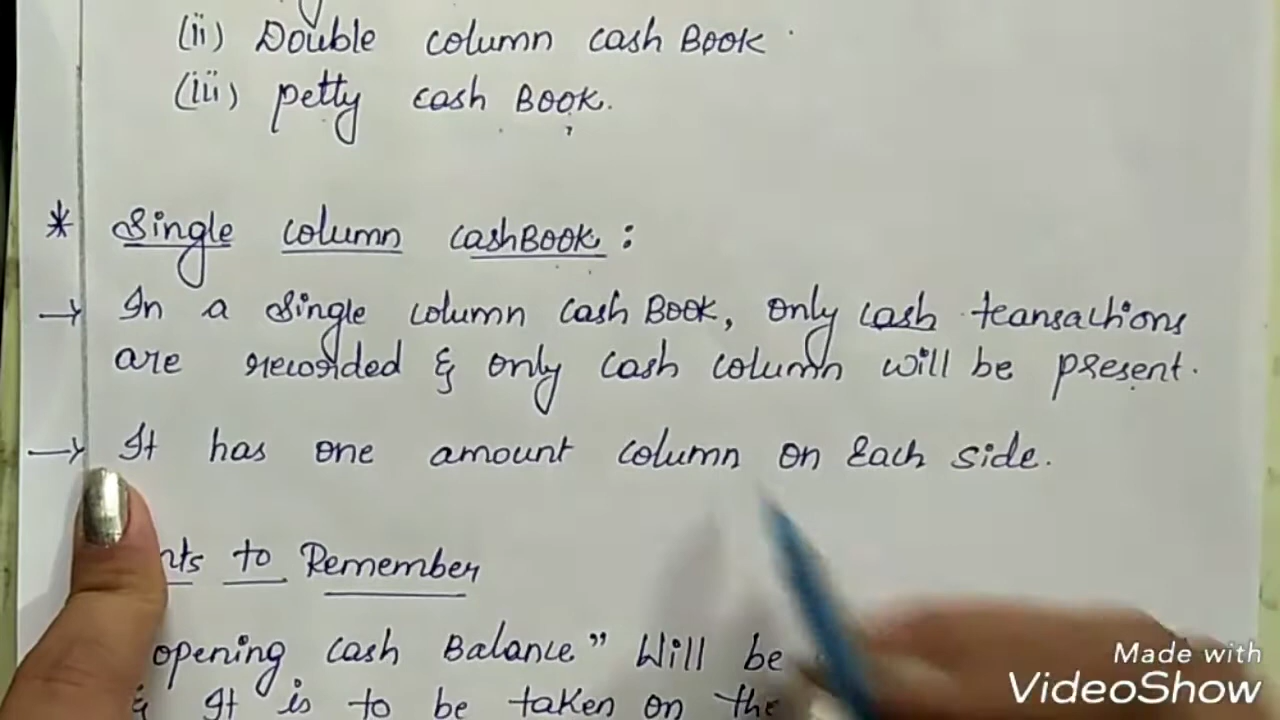 (ii) Double column cash Book
(iii) petty cash Book.
* Single column cashBook :
→ In a single column cash Book, only cash transactions
are recorded & only cash column will be present.
→ It has one amount column on Each side.
to Remember
opening cash Balance" Will be
It is to be taken on the
Made with
VideoShow